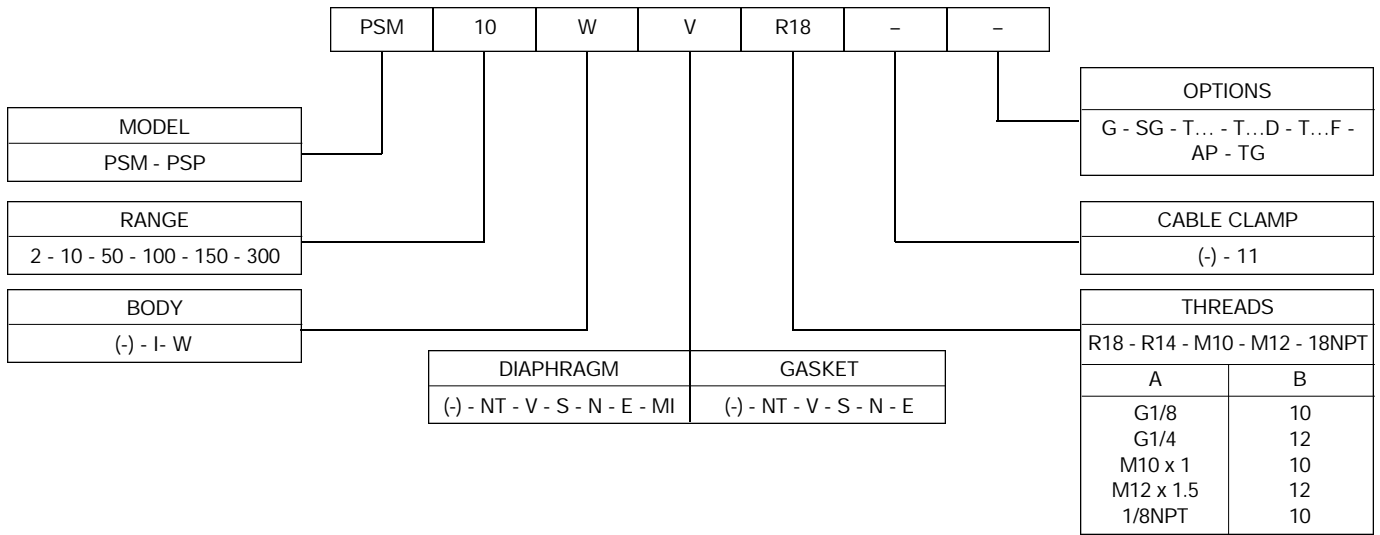 PSM 10 W V R18 – –
MODEL
PSM - PSP
RANGE
2 - 10 - 50 - 100 - 150 - 300
BODY
(-) - I- W
DIAPHRAGM
(-) - NT - V - S - N - E - MI
GASKET
(-) - NT - V - S - N - E
OPTIONS
G - SG - T… - T…D - T…F -
AP - TG
CABLE CLAMP
(-) - 11
THREADS
R18 - R14 - M10 - M12 - 18NPT
A B
G1/8 10
G1/4 12
M10 x 1 10
M12 x 1.5 12
1/8NPT 10